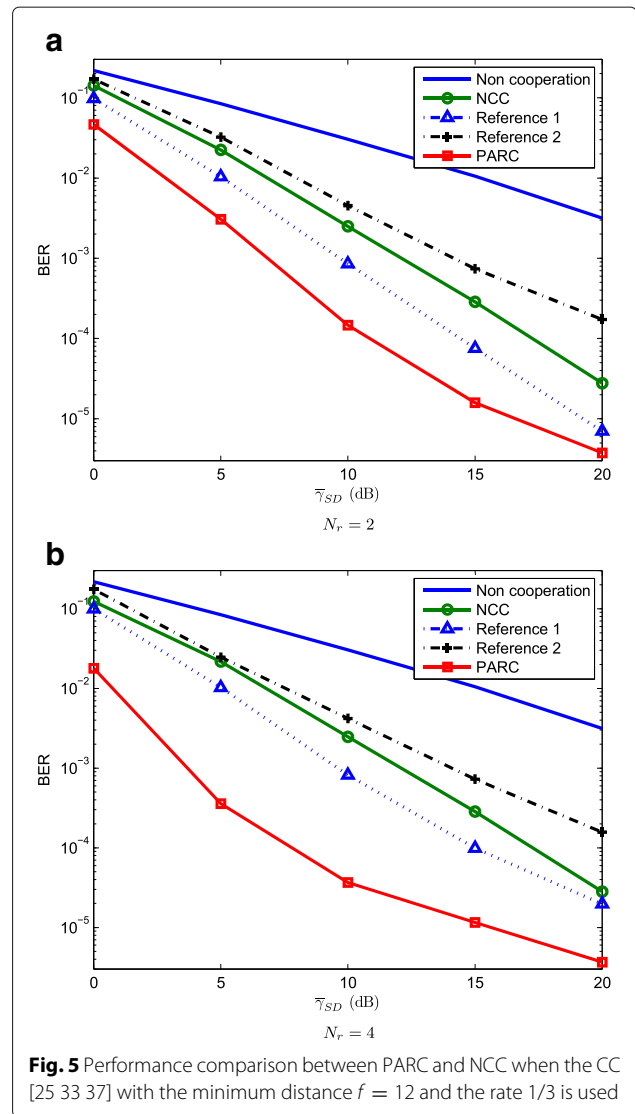 a
Non cooperation
NCC
Reference 1
Reference 2
PARC
10^{-1}
10^{-2}
10^{-3}
10^{-4}
10^{-5}
BER
0 5 10 15 20
\overline{γ}_{SD} (dB)
N_r = 2
b
Non cooperation
NCC
Reference 1
Reference 2
PARC
10^{-1}
10^{-2}
10^{-3}
10^{-4}
10^{-5}
BER
0 5 10 15 20
\overline{γ}_{SD} (dB)
N_r = 4
Fig. 5 Performance comparison between PARC and NCC when the CC
[25 33 37] with the minimum distance f = 12 and the rate 1/3 is used